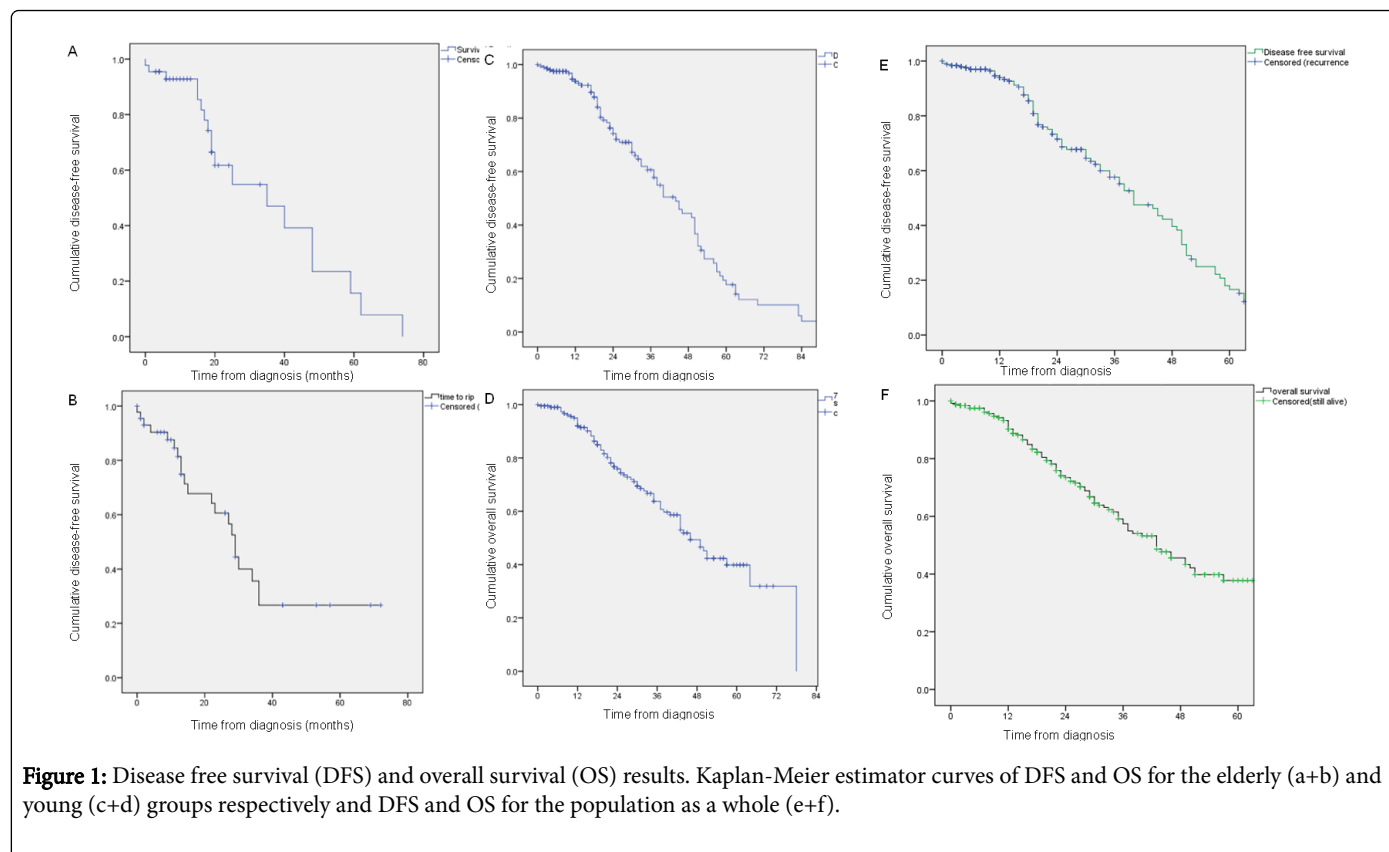 A
Surviv
Censo
Cumulative disease-free survival
1.0
0.8
0.6
0.4
0.2
0.0
0 20 40 60 80
Time from diagnosis (months)
B
time to rip
Censored (
Cumulative disease-free survival
1.0
0.8
0.6
0.4
0.2
0.0
0 20 40 60 80
Time from diagnosis (months)
C
D
C
Cumulative disease-free survival
1.0
0.8
0.6
0.4
0.2
0.0
0 12 24 36 48 60 72 84
Time from diagnosis
D
s
c
Cumulative overall survival
1.0
0.8
0.6
0.4
0.2
0.0
0 12 24 36 48 60 72 84
Time from diagnosis
E
Disease free survival
Censored (recurrence
Cumulative disease-free survival
1.0
0.8
0.6
0.4
0.2
0.0
0 12 24 36 48 60
Time from diagnosis
F
overall survival
Censored(still alive)
Cumulative overall survival
1.0
0.8
0.6
0.4
0.2
0.0
0 12 24 36 48 60
Time from diagnosis
Figure 1: Disease free survival (DFS) and overall survival (OS) results. Kaplan-Meier estimator curves of DFS and OS for the elderly (a+b) and
young (c+d) groups respectively and DFS and OS for the population as a whole (e+f).